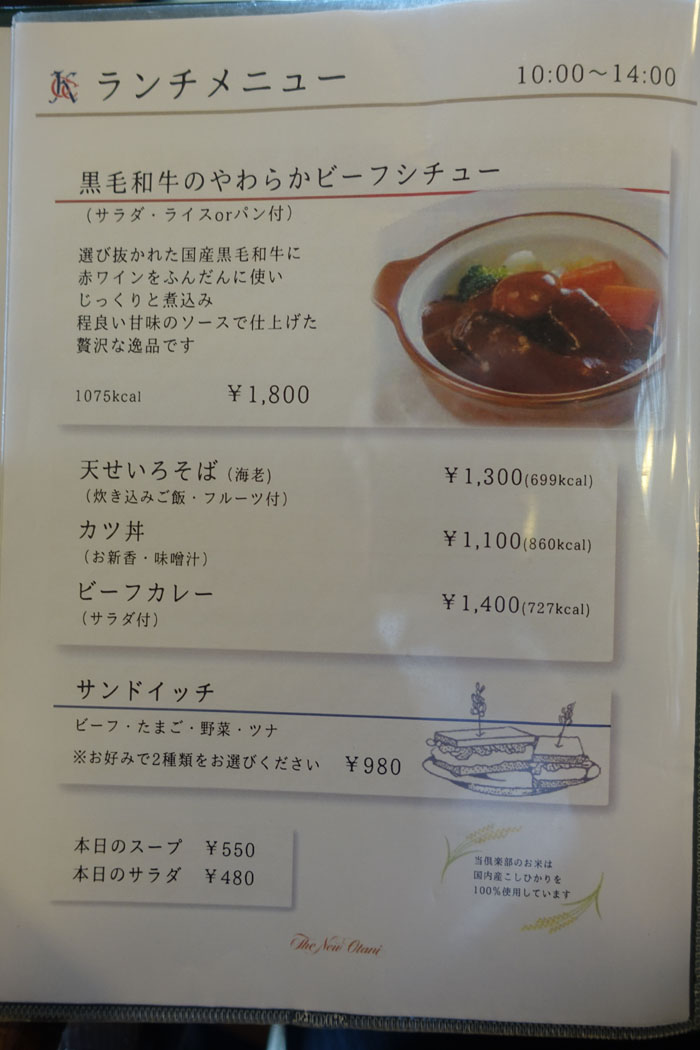 ランチメニュー 10:00〜14:00
黒毛和牛のやわらかビーフシチュー
(サラダ・ライスorパン付)
選び抜かれた国産黒毛和牛に
赤ワインをふんだんに使い
じっくりと煮込み
程良い甘味のソースで仕上げた
贅沢な逸品です
1075kcal ¥1,800
天せいろそば(海老) ¥1,300(699kcal)
(炊き込みご飯・フルーツ付)
カツ丼 ¥1,100(860kcal)
(お新香・味噌汁)
ビーフカレー ¥1,400(727kcal)
(サラダ付)
サンドイッチ
ビーフ・たまご・野菜・ツナ
※お好みで2種類をお選びください ¥980
本日のスープ ¥550
本日のサラダ ¥480
当倶楽部のお米は
国内産こしひかりを
100%使用しています
The New Otani